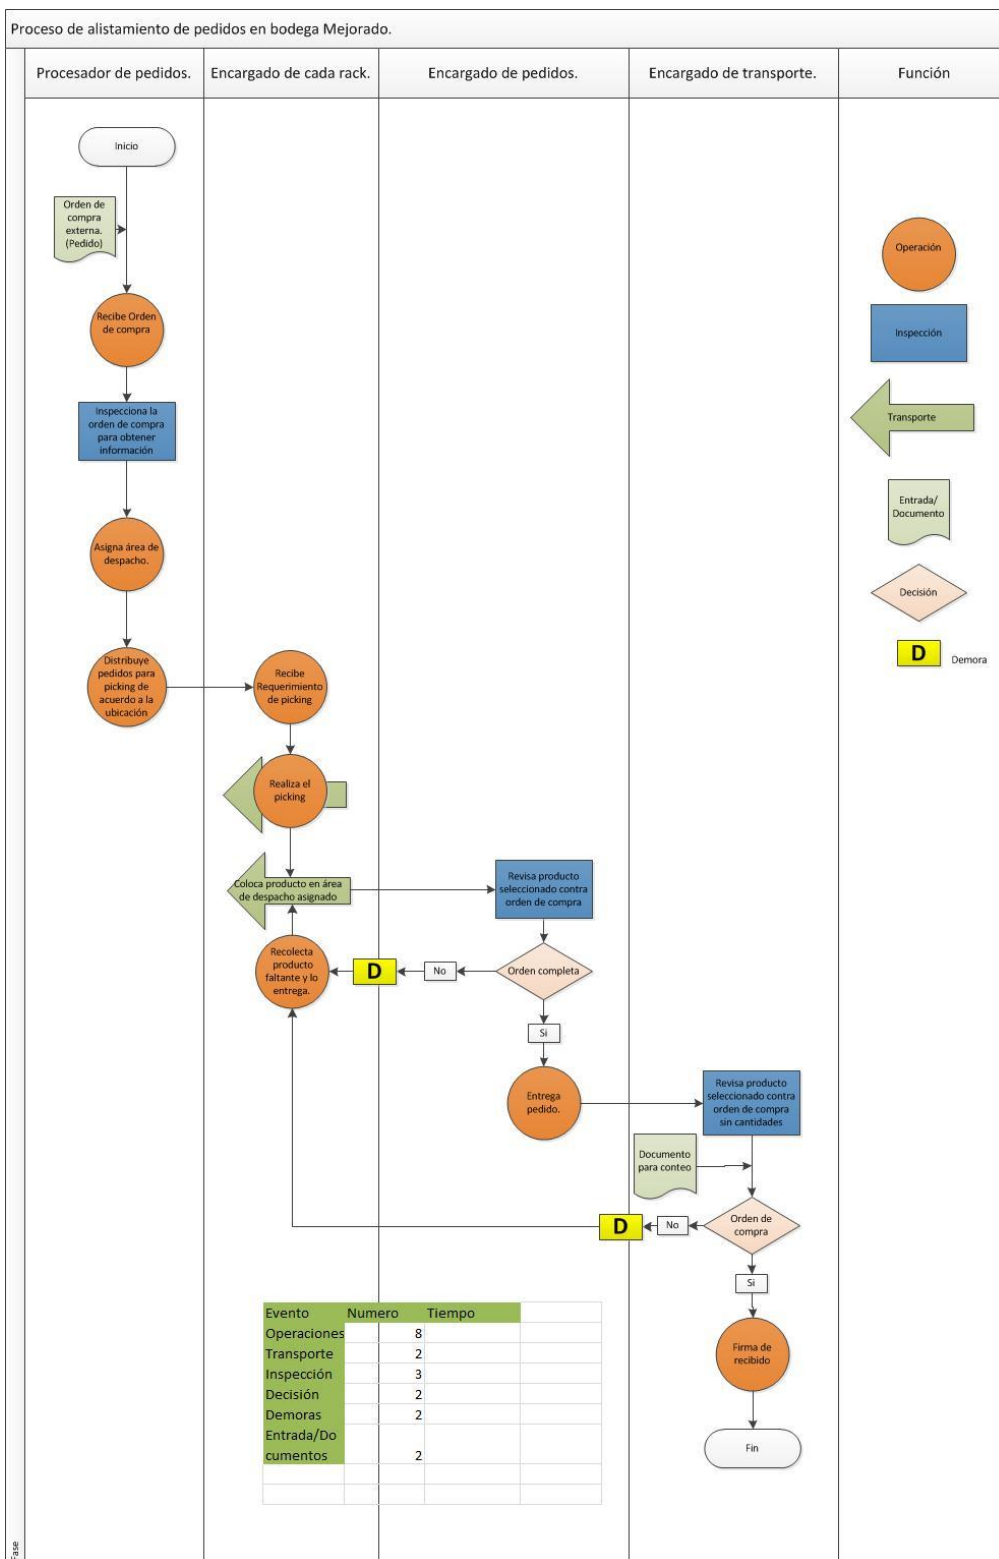 Proceso de alistamiento de pedidos en bodega Mejorado.
Procesador de pedidos.
Encargado de cada rack.
Encargado de pedidos.
Encargado de transporte.
Función
Inicio
Orden de
compra
externa.
(Pedido)
Recibe Orden
de compra
Inspecciona la
orden de compra
para obtener
información
Asigna área de
despacho.
Distribuye
pedidos para
picking de
acuerdo a la
ubicación
Recibe
Requerimiento
de picking
Realiza el
picking
Coloca producto en área
de despacho asignado
Recolecta
producto
faltante y lo
entrega.
D
No
Revisa producto
seleccionado contra
orden de compra
Orden completa
Si
Entrega
pedido.
Revisa producto
seleccionado contra
orden de compra
sin cantidades
Documento
para conteo
Orden de
compra
No
D
Si
Firma de
recibido
Fin
Operación
Inspección
Transporte
Entrada/
Documento
Decisión
D
Demora
Evento Numero Tiempo
Operaciones 8
Transporte 2
Inspección 3
Decisión 2
Demoras 2
Entrada/Do
cumentos 2
Fase